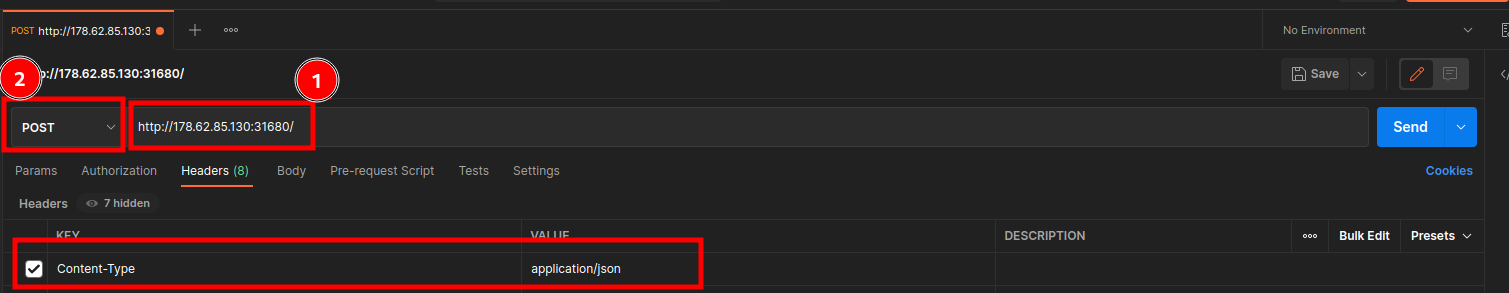 POST http://178.62.85.130:3
No Environment
p://178.62.85.130:31680/
Save
2
1
POST
http://178.62.85.130:31680/
Send
Params Authorization Headers (8) Body Pre-request Script Tests Settings Cookies
Headers 7 hidden
KEY VALUE DESCRIPTION Bulk Edit Presets
Content-Type application/json